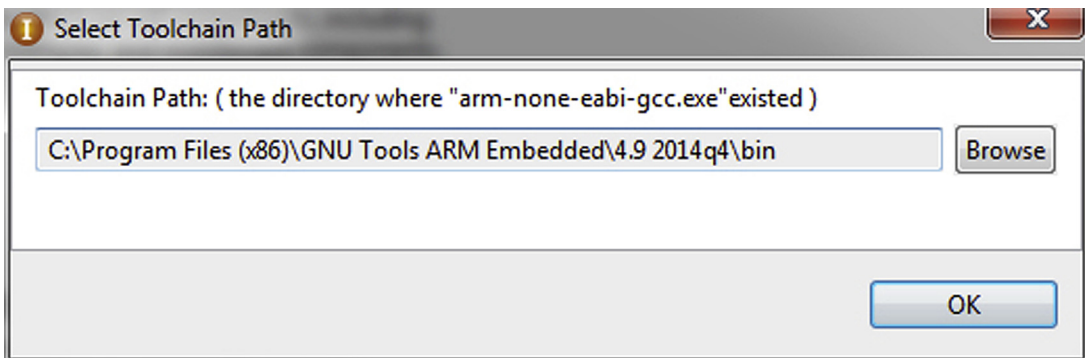 I Select Toolchain Path
X
Toolchain Path: ( the directory where "arm-none-eabi-gcc.exe"existed )
C:\Program Files (x86)\GNU Tools ARM Embedded\4.9 2014q4\bin
Browse
OK